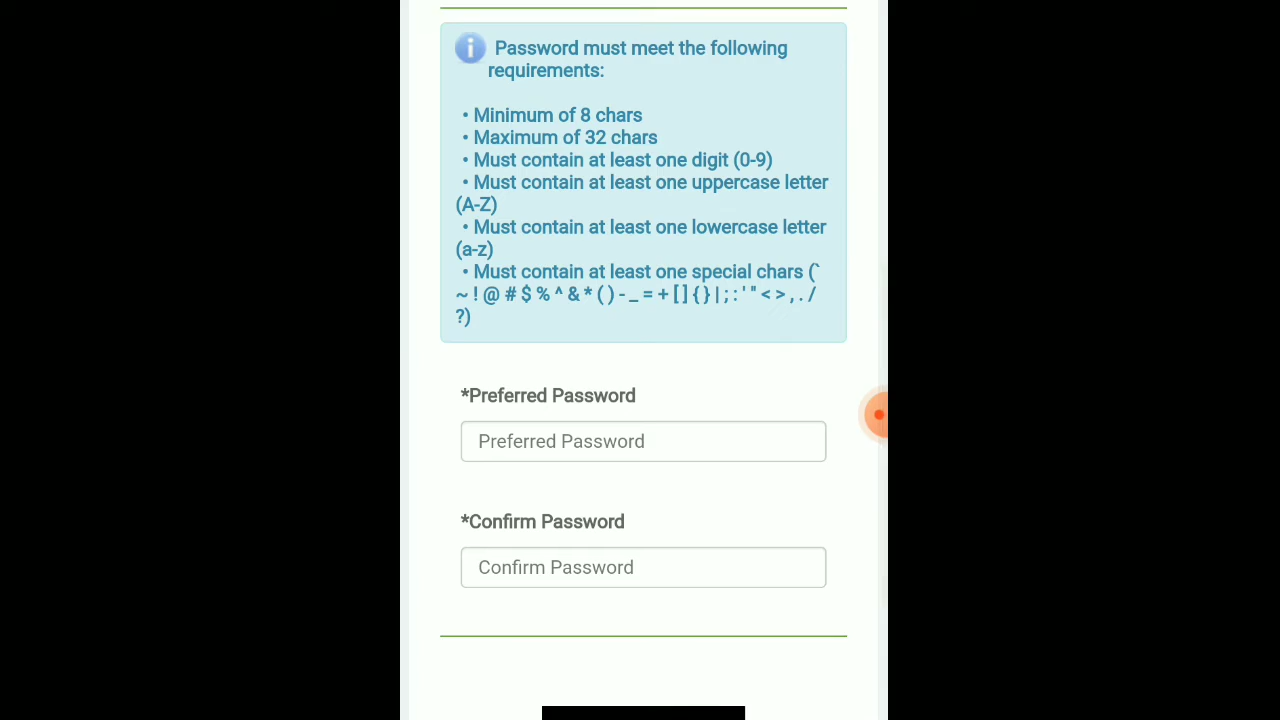 Password must meet the following
requirements:
• Minimum of 8 chars
• Maximum of 32 chars
• Must contain at least one digit (0-9)
• Must contain at least one uppercase letter
(A-Z)
• Must contain at least one lowercase letter
(a-z)
• Must contain at least one special chars (`
~ ! @ # $ % ^ & * ( ) - _ = + [ ] { } | ; : ' " < > , . /
?)
*Preferred Password
Preferred Password
*Confirm Password
Confirm Password